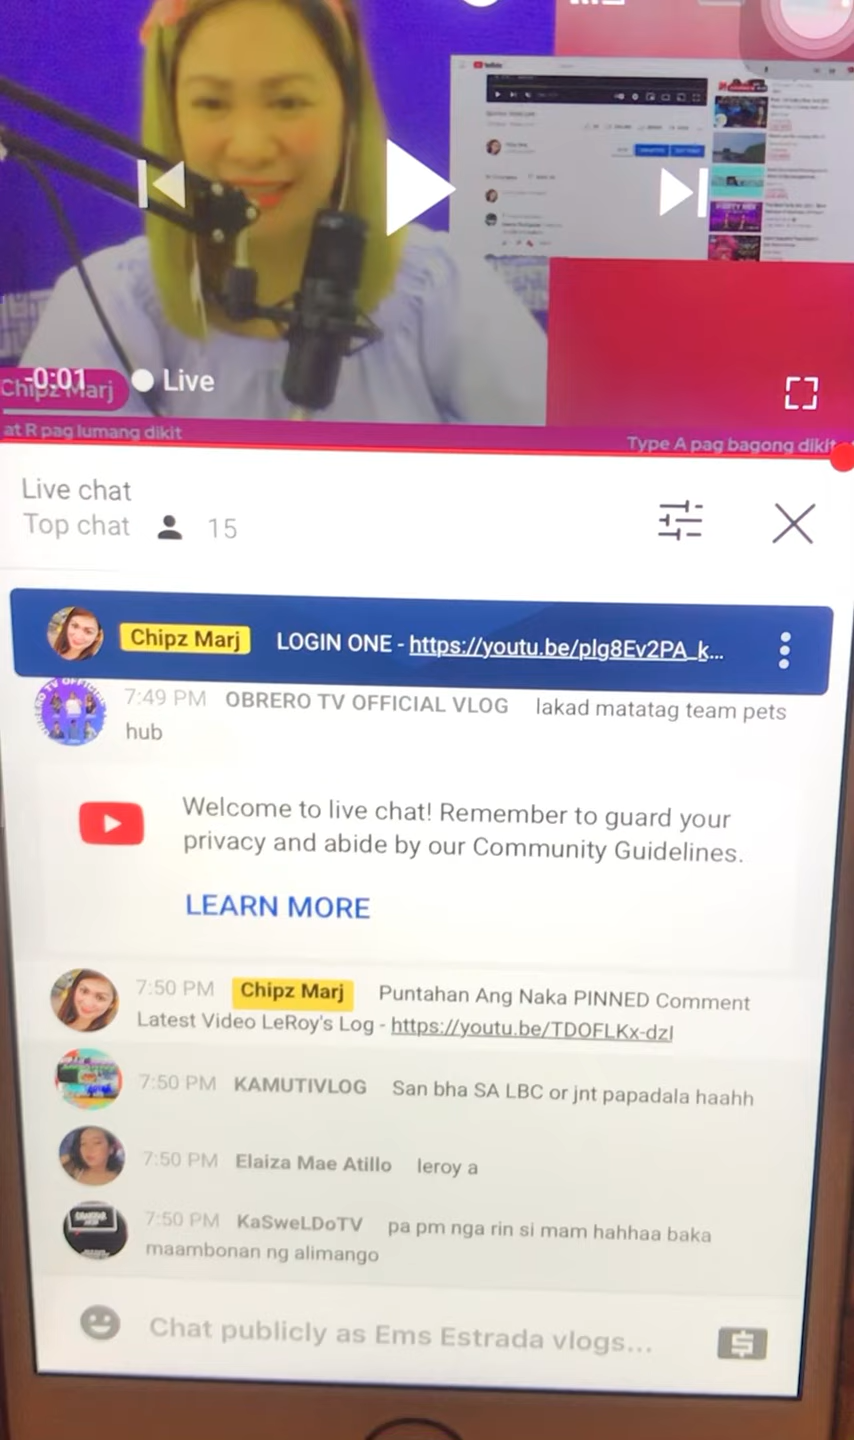 YouTube
-0:01
Live
Chipz Marj
at R pag lumang dikit
Type A pag bagong dikit
Live chat
Top chat 15
Chipz Marj LOGIN ONE - https://youtu.be/plg8Ev2PA_k...
7:49 PM OBRERO TV OFFICIAL VLOG lakad matatag team pets
hub
Welcome to live chat! Remember to guard your
privacy and abide by our Community Guidelines.
LEARN MORE
7:50 PM Chipz Marj Puntahan Ang Naka PINNED Comment
Latest Video LeRoy's Log - https://youtu.be/TDOFLKx-dzI
7:50 PM KAMUTIVLOG San bha SA LBC or jnt papadala haahh
7:50 PM Elaiza Mae Atillo leroy a
7:50 PM KaSweLDoTV pa pm nga rin si mam hahhaa baka
maambonan ng alimango
Chat publicly as Ems Estrada vlogs...